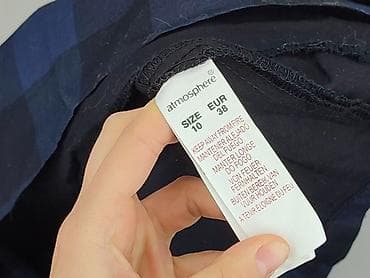 atmosphere®
SIZE EUR
10 38
KEEP AWAY FROM FIRE
MANTENER ALEJADO
DEL FUEGO
MANTER LONGE
DO FOGO
VON FEUER
FERNHALTEN
BUITEN BEREIK VAN
VUUR HOUDEN
A TENIR ELOIGNE DU FEU